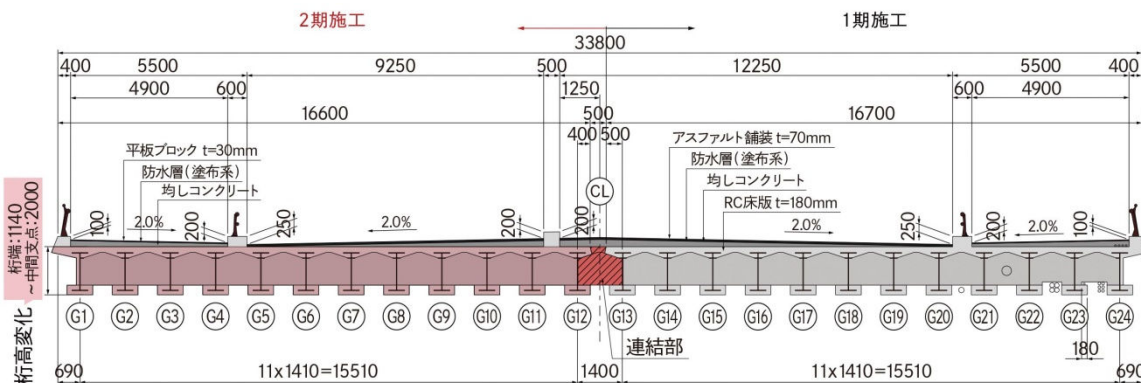 2期施工
1期施工
33800
400 5500 9250 500 12250 5500 400
4900 600 1250 600 4900
16600 500 16700
400 500
平板ブロック t=30mm
防水層(塗布系)
均しコンクリート
アスファルト舗装 t=70mm
防水層(塗布系)
均しコンクリート
RC床版 t=180mm
CL
100 2.0% 200 250 2.0% 200 200 2.0% 250 200 2.0% 100
桁高変化
桁端:1140
~中間支点:2000
G1 G2 G3 G4 G5 G6 G7 G8 G9 G10 G11 G12 G13 G14 G15 G16 G17 G18 G19 G20 G21 G22 G23 G24
連結部
180
690 11x1410=15510 1400 11x1410=15510 690